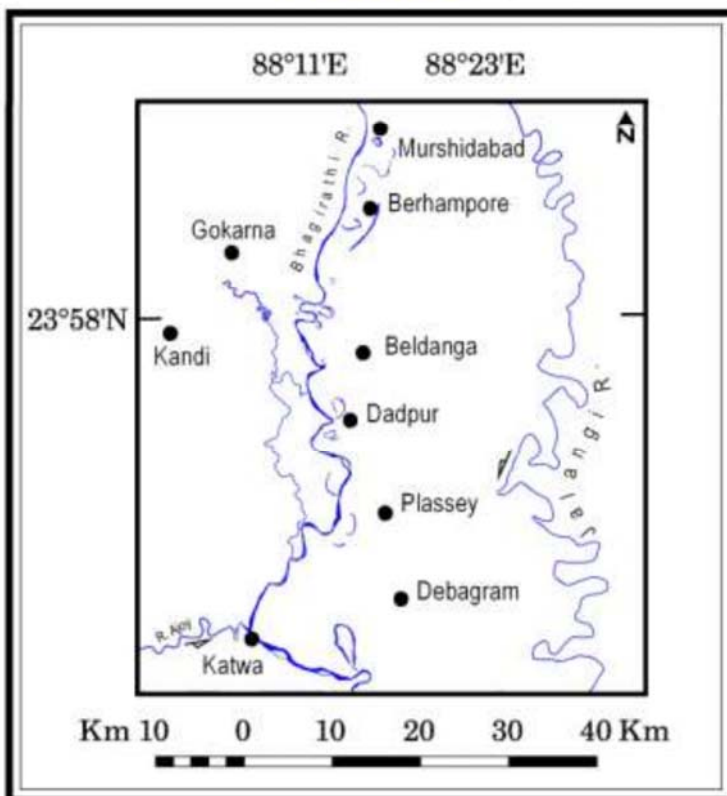 88°11'E 88°23'E
N
Murshidabad
Bhagirathi R.
Berhampore
Gokarna
23°58'N
Kandi
Beldanga
Dadpur
Jalangi R.
Plassey
Debagram
R. Ajoy
Katwa
Km 10 0 10 20 30 40 Km